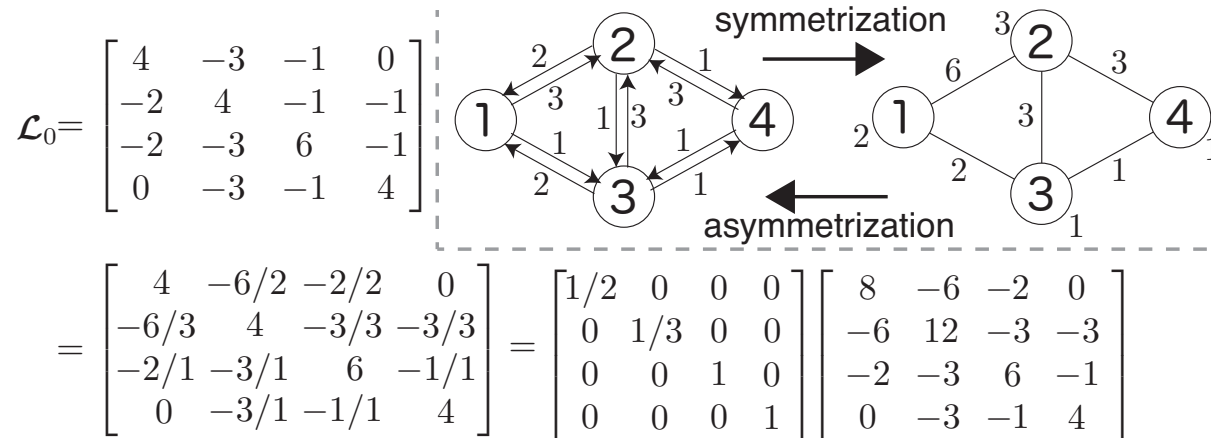 𝓛₀= [ 4 −3 −1 0
−2 4 −1 −1
−2 −3 6 −1
0 −3 −1 4 ]
symmetrization
asymmetrization
1 2 3 4
2 3 1 3 1 3 1 2 1 1
1 2 3 4
3 6 3 3 2 2 1 1 1
= [ 4 −6/2 −2/2 0
−6/3 4 −3/3 −3/3
−2/1 −3/1 6 −1/1
0 −3/1 −1/1 4 ]
= [ 1/2 0 0 0
0 1/3 0 0
0 0 1 0
0 0 0 1 ]
[ 8 −6 −2 0
−6 12 −3 −3
−2 −3 6 −1
0 −3 −1 4 ]